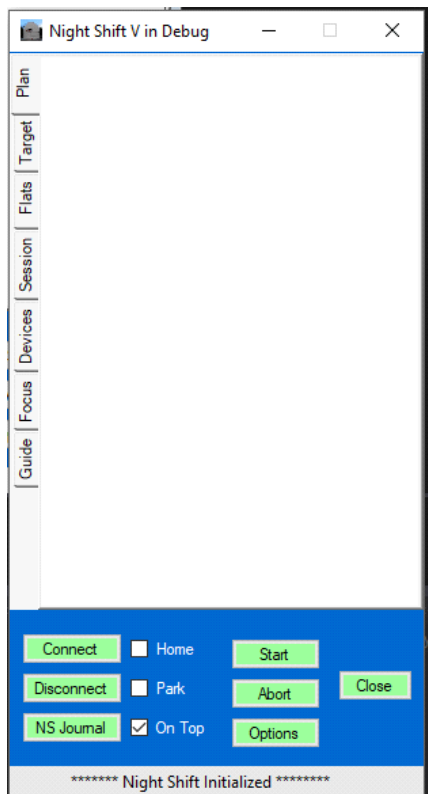 Night Shift V in Debug
Plan
Target
Flats
Session
Devices
Focus
Guide
Connect Home Start
Disconnect Park Abort Close
NS Journal On Top Options
******* Night Shift Initialized ********